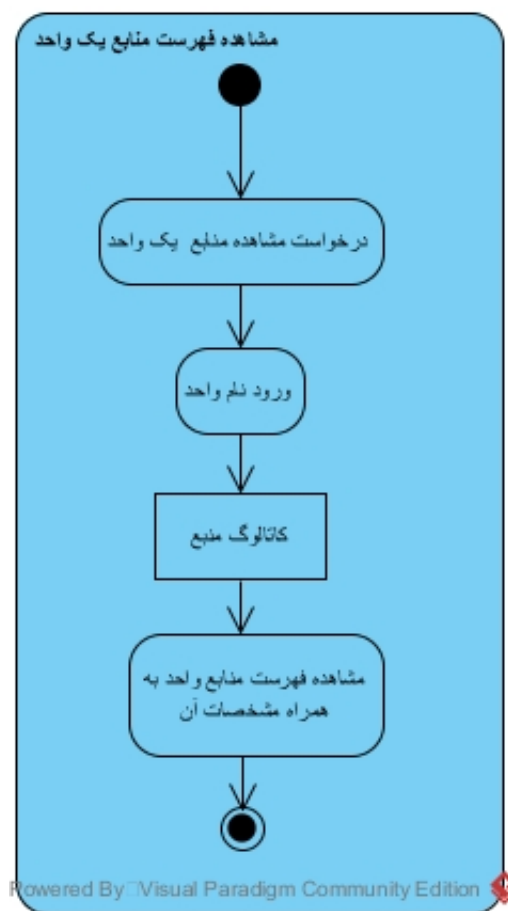 مشاهده فهرست منابع یک واحد
درخواست مشاهده منابع یک واحد
ورود نام واحد
کاتالوگ منبع
مشاهده فهرست منابع واحد به
همراه مشخصات آن
Powered By Visual Paradigm Community Edition